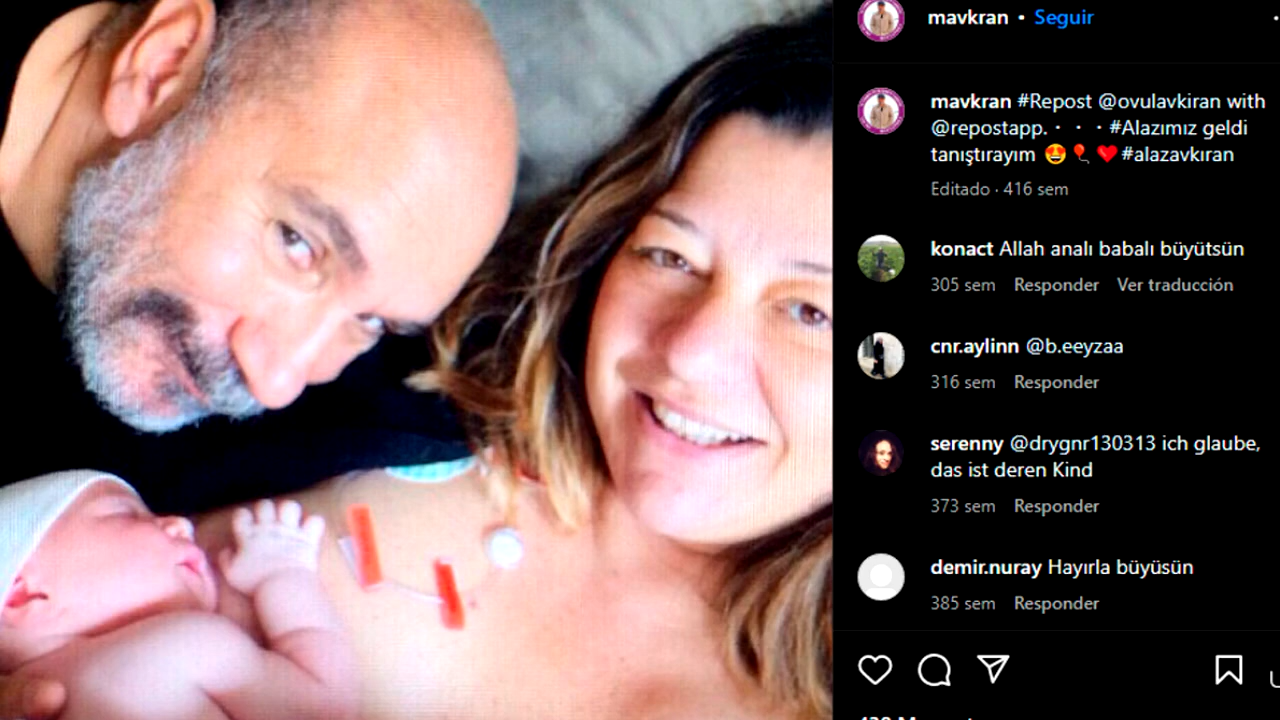 mavkran • Seguir
mavkran #Repost @ovulavkiran with
@repostapp. · · · #Alazımız geldi
tanıştırayım 😍🎈❤️#alazavkıran
Editado · 416 sem
konact Allah analı babalı büyütsün
305 sem Responder Ver traducción
cnr.aylinn @b.eeyzaa
316 sem Responder
serenny @drygnr130313 ich glaube,
das ist deren Kind
373 sem Responder
demir.nuray Hayırla büyüsün
385 sem Responder